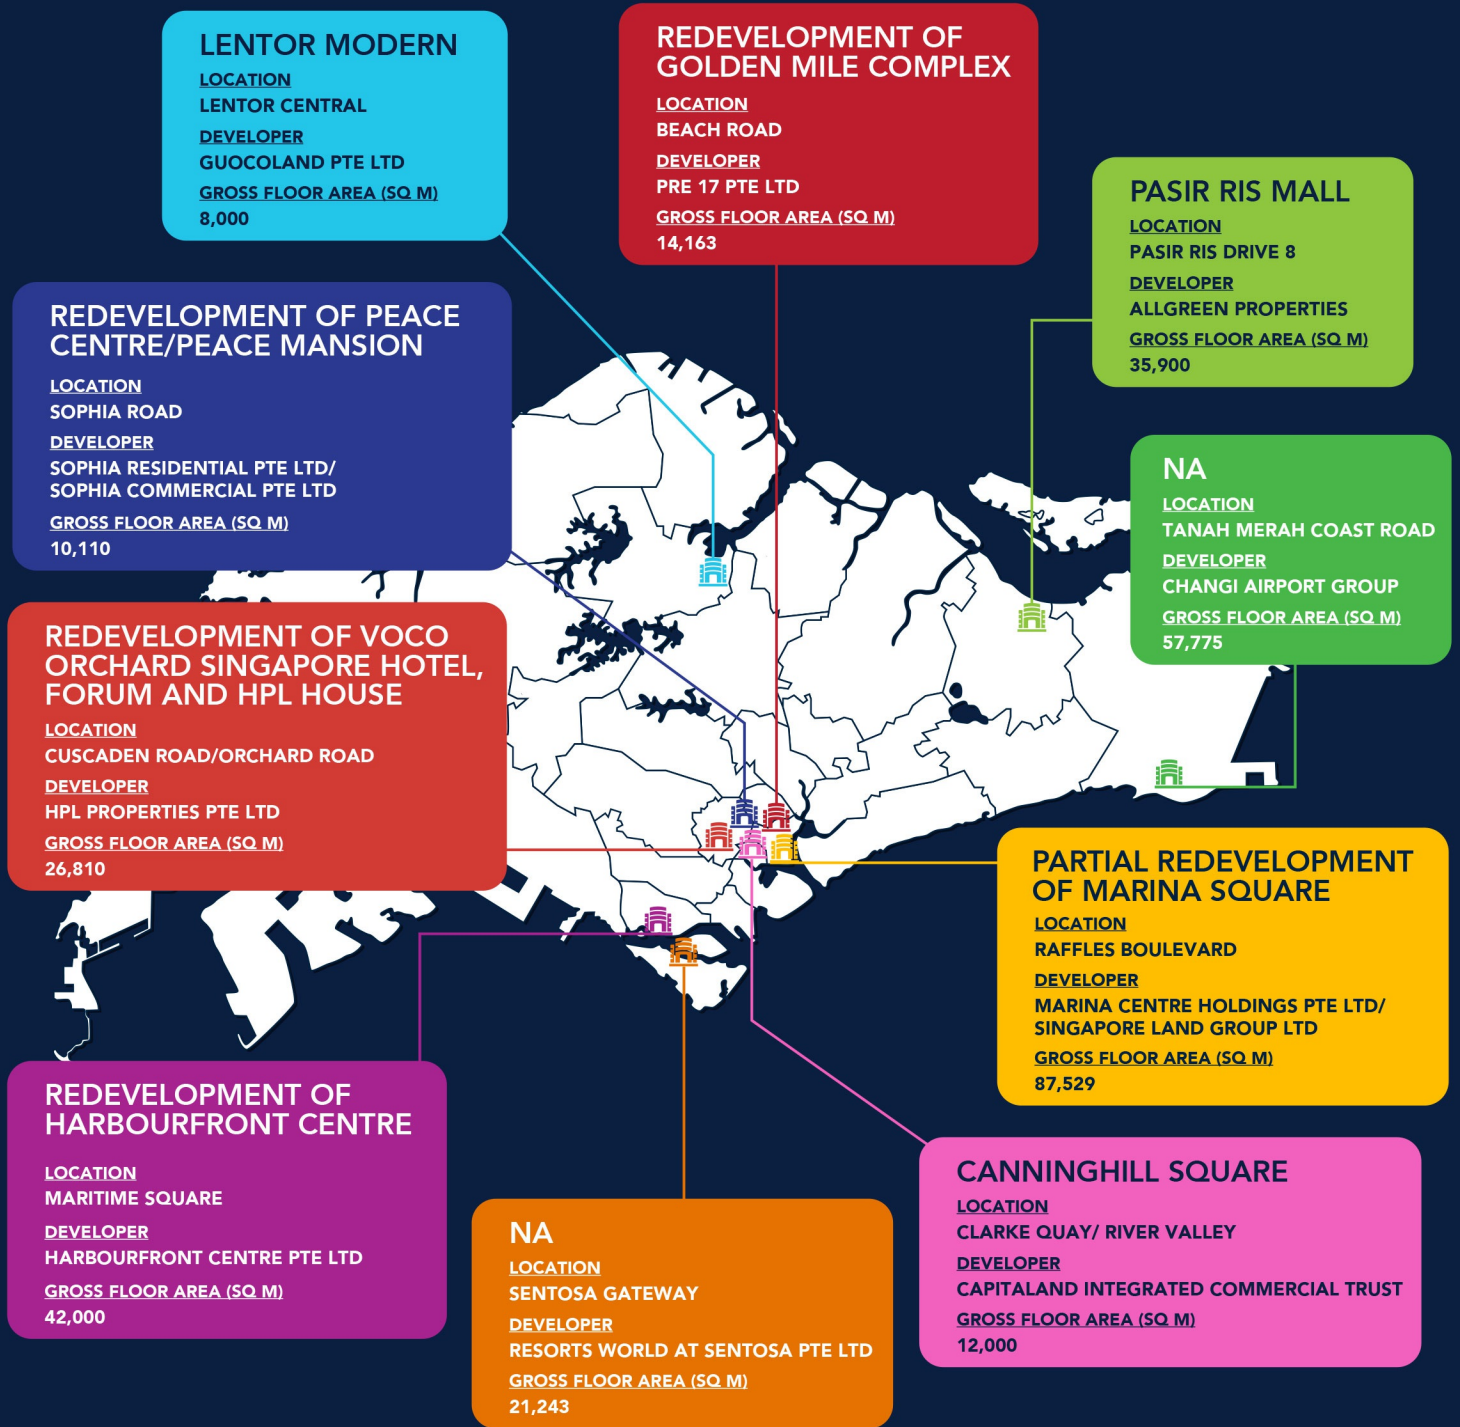 LENTOR MODERN
LOCATION
LENTOR CENTRAL
DEVELOPER
GUOCOLAND PTE LTD
GROSS FLOOR AREA (SQ M)
8,000
REDEVELOPMENT OF
GOLDEN MILE COMPLEX
LOCATION
BEACH ROAD
DEVELOPER
PRE 17 PTE LTD
GROSS FLOOR AREA (SQ M)
14,163
PASIR RIS MALL
LOCATION
PASIR RIS DRIVE 8
DEVELOPER
ALLGREEN PROPERTIES
GROSS FLOOR AREA (SQ M)
35,900
REDEVELOPMENT OF PEACE
CENTRE/PEACE MANSION
LOCATION
SOPHIA ROAD
DEVELOPER
SOPHIA RESIDENTIAL PTE LTD/
SOPHIA COMMERCIAL PTE LTD
GROSS FLOOR AREA (SQ M)
10,110
NA
LOCATION
TANAH MERAH COAST ROAD
DEVELOPER
CHANGI AIRPORT GROUP
GROSS FLOOR AREA (SQ M)
57,775
REDEVELOPMENT OF VOCO
ORCHARD SINGAPORE HOTEL,
FORUM AND HPL HOUSE
LOCATION
CUSCADEN ROAD/ORCHARD ROAD
DEVELOPER
HPL PROPERTIES PTE LTD
GROSS FLOOR AREA (SQ M)
26,810
PARTIAL REDEVELOPMENT
OF MARINA SQUARE
LOCATION
RAFFLES BOULEVARD
DEVELOPER
MARINA CENTRE HOLDINGS PTE LTD/
SINGAPORE LAND GROUP LTD
GROSS FLOOR AREA (SQ M)
87,529
REDEVELOPMENT OF
HARBOURFRONT CENTRE
LOCATION
MARITIME SQUARE
DEVELOPER
HARBOURFRONT CENTRE PTE LTD
GROSS FLOOR AREA (SQ M)
42,000
NA
LOCATION
SENTOSA GATEWAY
DEVELOPER
RESORTS WORLD AT SENTOSA PTE LTD
GROSS FLOOR AREA (SQ M)
21,243
CANNINGHILL SQUARE
LOCATION
CLARKE QUAY/ RIVER VALLEY
DEVELOPER
CAPITALAND INTEGRATED COMMERCIAL TRUST
GROSS FLOOR AREA (SQ M)
12,000